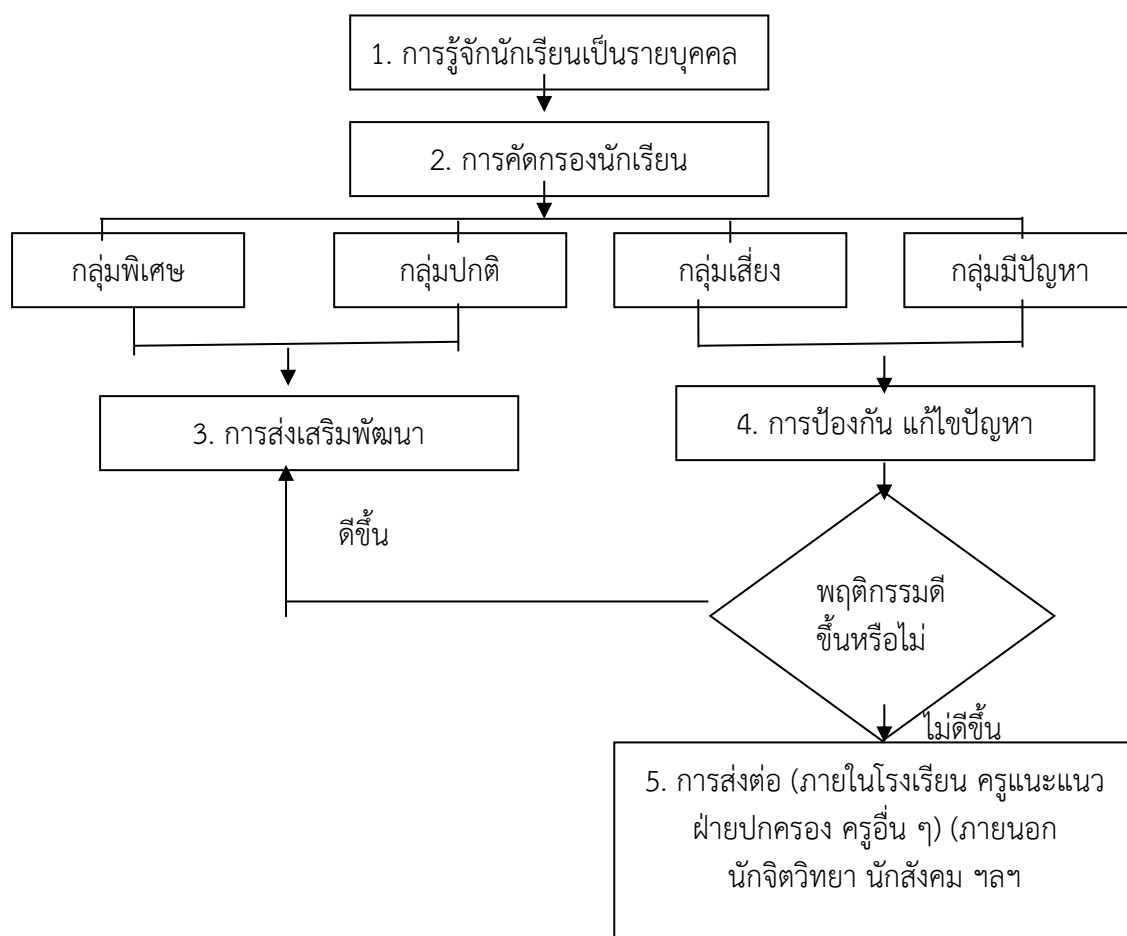 1. การรู้จักนักเรียนเป็นรายบุคคล
2. การคัดกรองนักเรียน
กลุ่มพิเศษ
กลุ่มปกติ
กลุ่มเสี่ยง
กลุ่มมีปัญหา
3. การส่งเสริมพัฒนา
4. การป้องกัน แก้ไขปัญหา
ดีขึ้น
พฤติกรรมดี
ขึ้นหรือไม่
ไม่ดีขึ้น
5. การส่งต่อ (ภายในโรงเรียน ครูแนะแนว
ฝ่ายปกครอง ครูอื่น ๆ) (ภายนอก
นักจิตวิทยา นักสังคม ฯลฯ